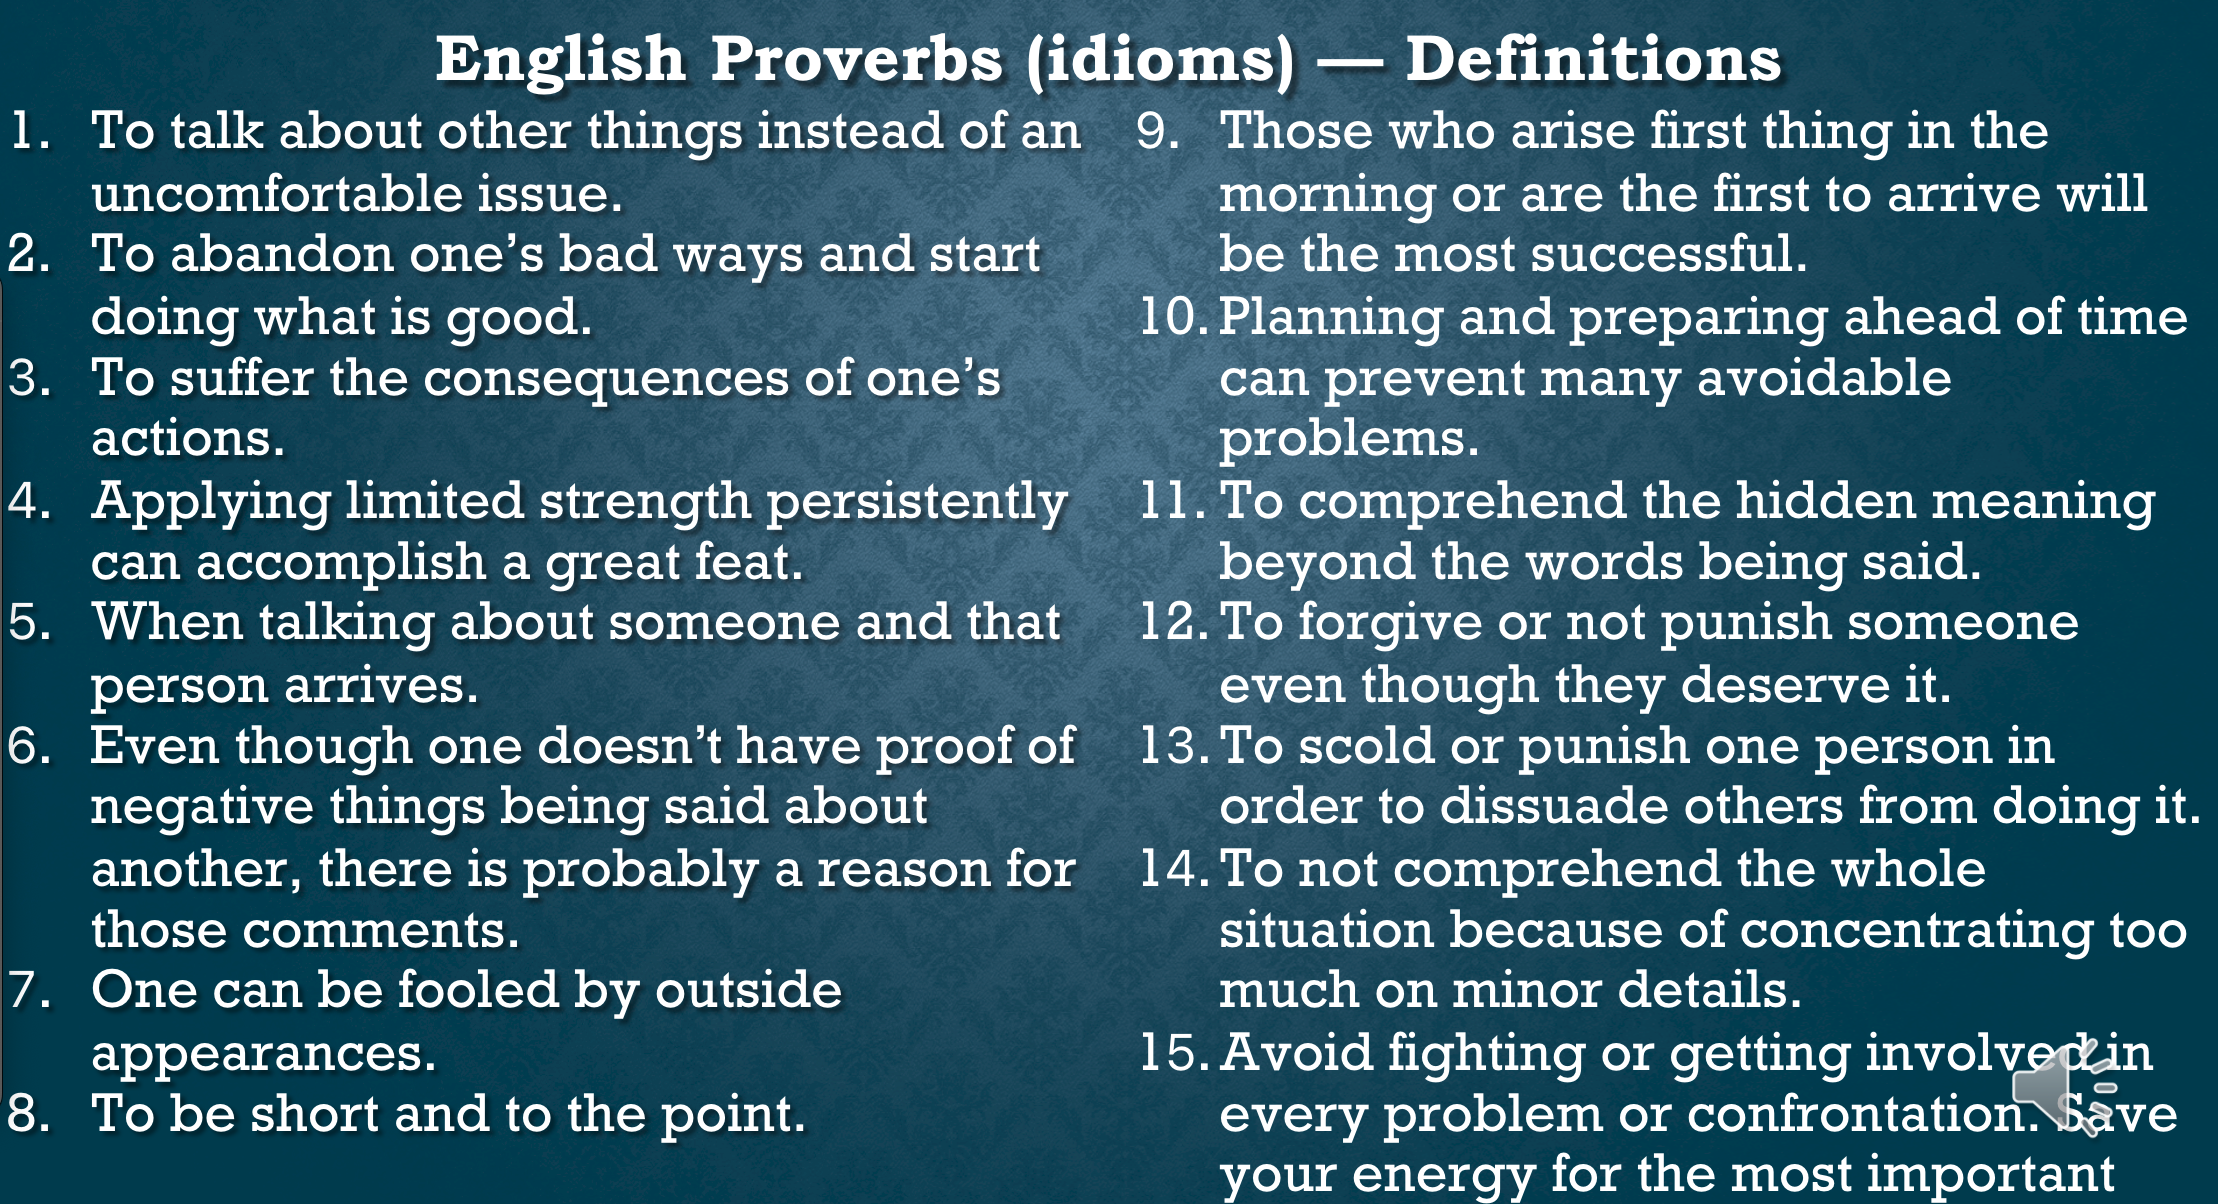 English Proverbs (idioms) — Definitions
1. To talk about other things instead of an
uncomfortable issue.
2. To abandon one’s bad ways and start
doing what is good.
3. To suffer the consequences of one’s
actions.
4. Applying limited strength persistently
can accomplish a great feat.
5. When talking about someone and that
person arrives.
6. Even though one doesn’t have proof of
negative things being said about
another, there is probably a reason for
those comments.
7. One can be fooled by outside
appearances.
8. To be short and to the point.
9. Those who arise first thing in the
morning or are the first to arrive will
be the most successful.
10. Planning and preparing ahead of time
can prevent many avoidable
problems.
11. To comprehend the hidden meaning
beyond the words being said.
12. To forgive or not punish someone
even though they deserve it.
13. To scold or punish one person in
order to dissuade others from doing it.
14. To not comprehend the whole
situation because of concentrating too
much on minor details.
15. Avoid fighting or getting involved in
every problem or confrontation. Save
your energy for the most important